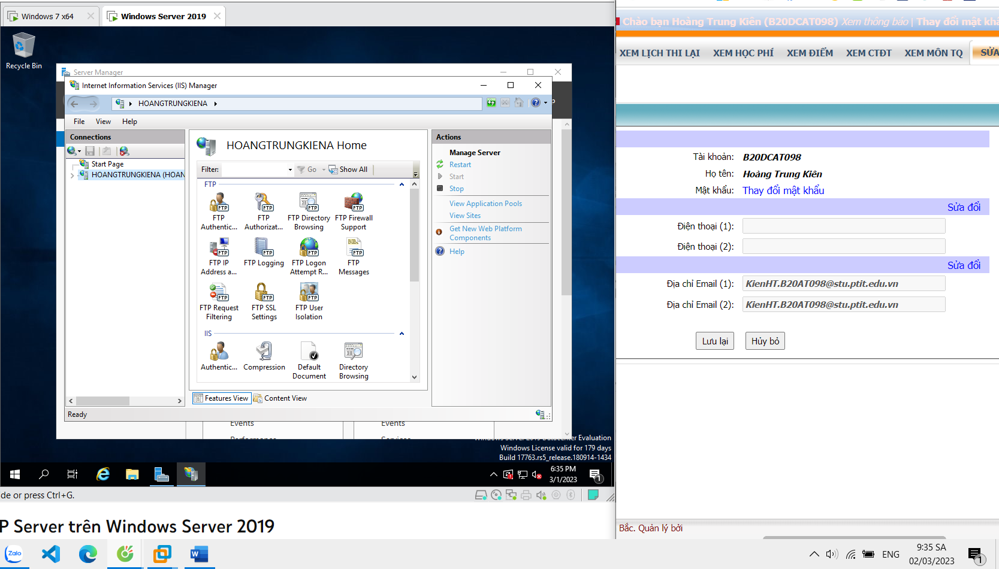 Windows 7 x64
Windows Server 2019
Recycle Bin
Server Manager
Internet Information Services (IIS) Manager
HOANGTRUNGKIENA
File View Help
Connections
Start Page
HOANGTRUNGKIENA (HOAN
HOANGTRUNGKIENA Home
Filter:
Go
Show All
FTP
FTP Authentic...
FTP Authorizat...
FTP Directory Browsing
FTP Firewall Support
FTP IP Address a...
FTP Logging
FTP Logon Attempt R...
FTP Messages
FTP Request Filtering
FTP SSL Settings
FTP User Isolation
IIS
Authentic...
Compression
Default Document
Directory Browsing
Features View
Content View
Ready
Actions
Manage Server
Restart
Start
Stop
View Application Pools
View Sites
Get New Web Platform
Components
Help
Events
Events
Performance
Services
Windows Server 2019 Datacenter Evaluation
Windows License valid for 179 days
Build 17763.rs5_release.180914-1434
6:35 PM
3/1/2023
1
de or press Ctrl+G.
P Server trên Windows Server 2019
Chào bạn Hoàng Trung Kiên (B20DCAT098) Xem thông báo | Thay đổi mật khẩ
XEM LỊCH THI LẠI XEM HỌC PHÍ XEM ĐIỂM XEM CTĐT XEM MÔN TQ SỬA
Tài khoản: B20DCAT098
Họ tên: Hoàng Trung Kiên
Mật khẩu: Thay đổi mật khẩu
Sửa đổi
Điện thoại (1):
Điện thoại (2):
Sửa đổi
Địa chỉ Email (1): KienHT.B20AT098@stu.ptit.edu.vn
Địa chỉ Email (2): KienHT.B20AT098@stu.ptit.edu.vn
Lưu lại
Hủy bỏ
Bắc. Quản lý bởi
Zalo
W
ENG
9:35 SA
02/03/2023
1